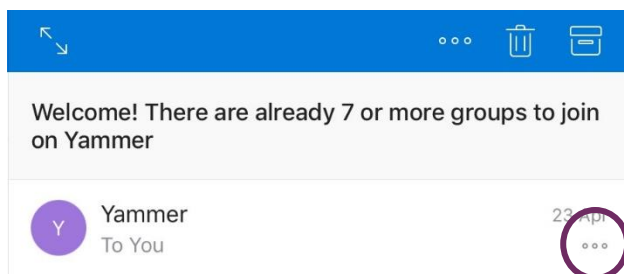 Welcome! There are already 7 or more groups to join
on Yammer
Y
Yammer
23 Apr
To You